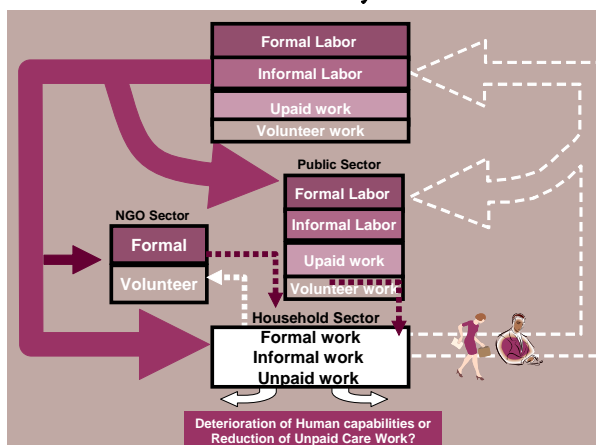 Formal Labor
Informal Labor
Upaid work
Volunteer work
Public Sector
Formal Labor
Informal Labor
Upaid work
Volunteer work
NGO Sector
Formal
Volunteer
Household Sector
Formal work
Informal work
Unpaid work
Deterioration of Human capabilities or
Reduction of Unpaid Care Work?